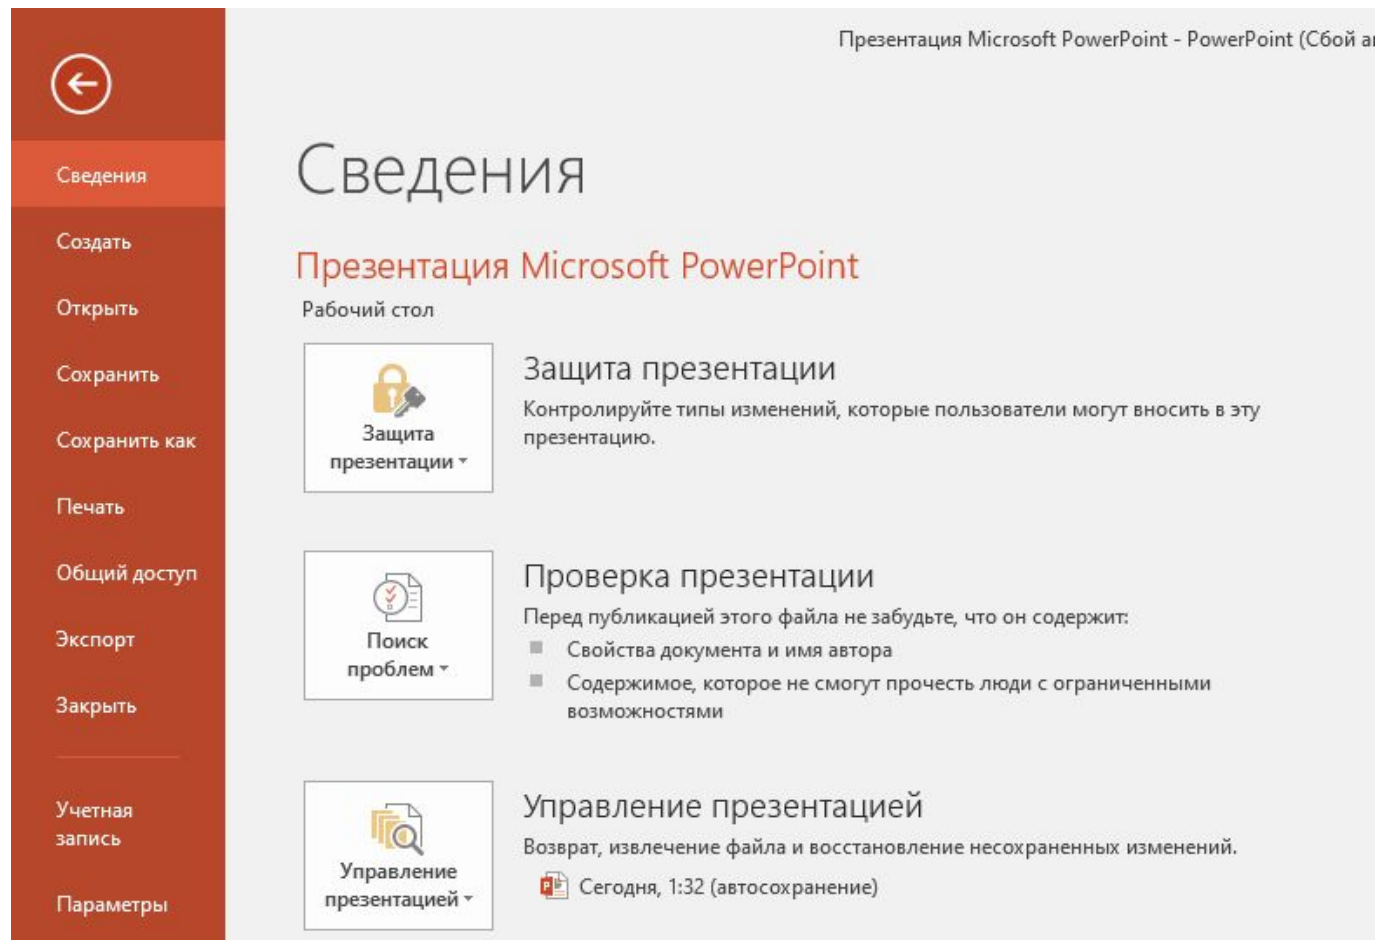 Презентация Microsoft PowerPoint - PowerPoint (Сбой
Сведения
Создать
Открыть
Сохранить
Сохранить как
Печать
Общий доступ
Экспорт
Закрыть
Учетная
запись
Параметры
Сведения
Презентация Microsoft PowerPoint
Рабочий стол
Защита
презентации
Защита презентации
Контролируйте типы изменений, которые пользователи могут вносить в эту
презентацию.
Поиск
проблем
Проверка презентации
Перед публикацией этого файла не забудьте, что он содержит:
Свойства документа и имя автора
Содержимое, которое не смогут прочесть люди с ограниченными
возможностями
Управление
презентацией
Управление презентацией
Возврат, извлечение файла и восстановление несохраненных изменений.
Сегодня, 1:32 (автосохранение)